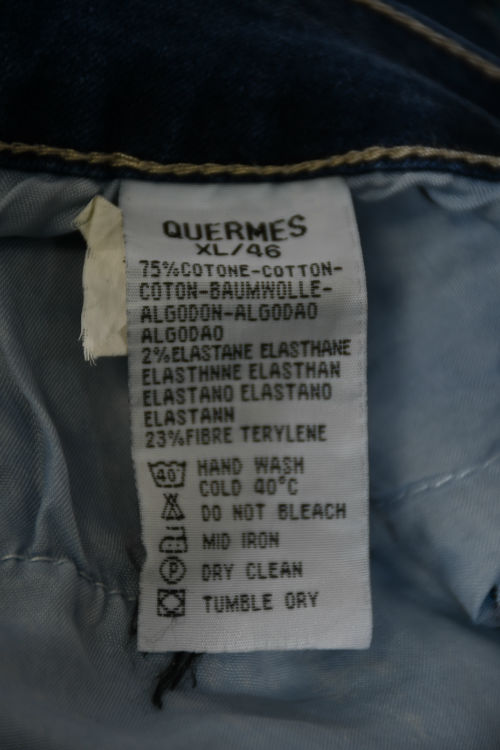 QUERMES
XL/46
75%COTONE-COTTON-
COTON-BAUMWOLLE-
ALGODON-ALGODAO
ALGODAO
2%ELASTANE ELASTHANE
ELASTHNNE ELASTHAN
ELASTANO ELASTANO
ELASTANN
23%FIBRE TERYLENE
40° HAND WASH
COLD 40°C
DO NOT BLEACH
MID IRON
P DRY CLEAN
TUMBLE DRY